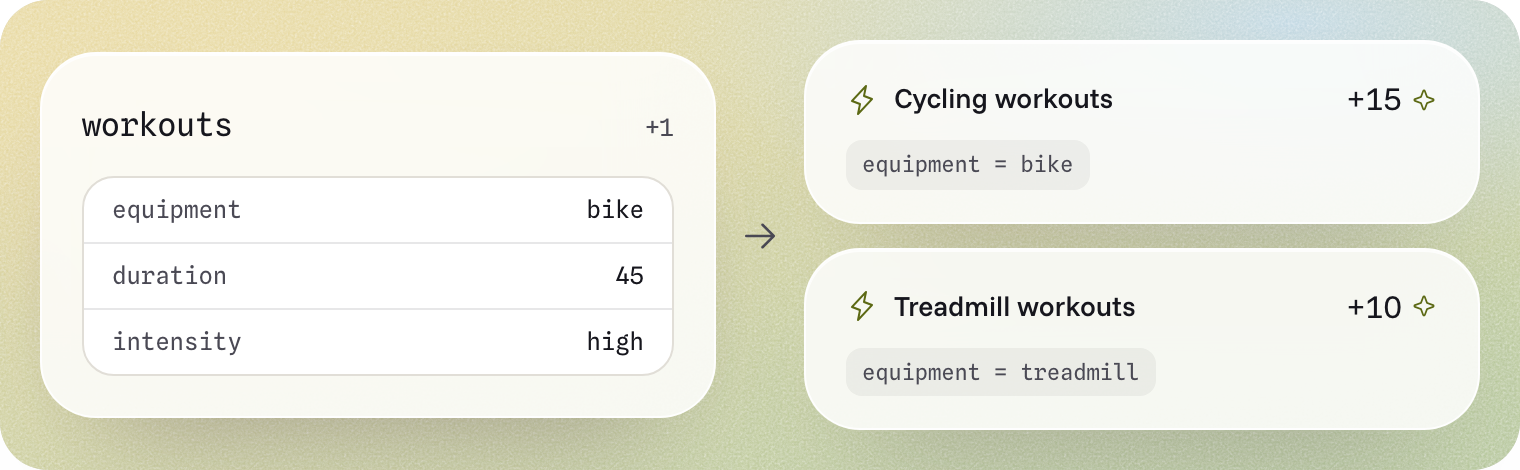 workouts +1
equipment bike
duration 45
intensity high
Cycling workouts +15
equipment = bike
Treadmill workouts +10
equipment = treadmill